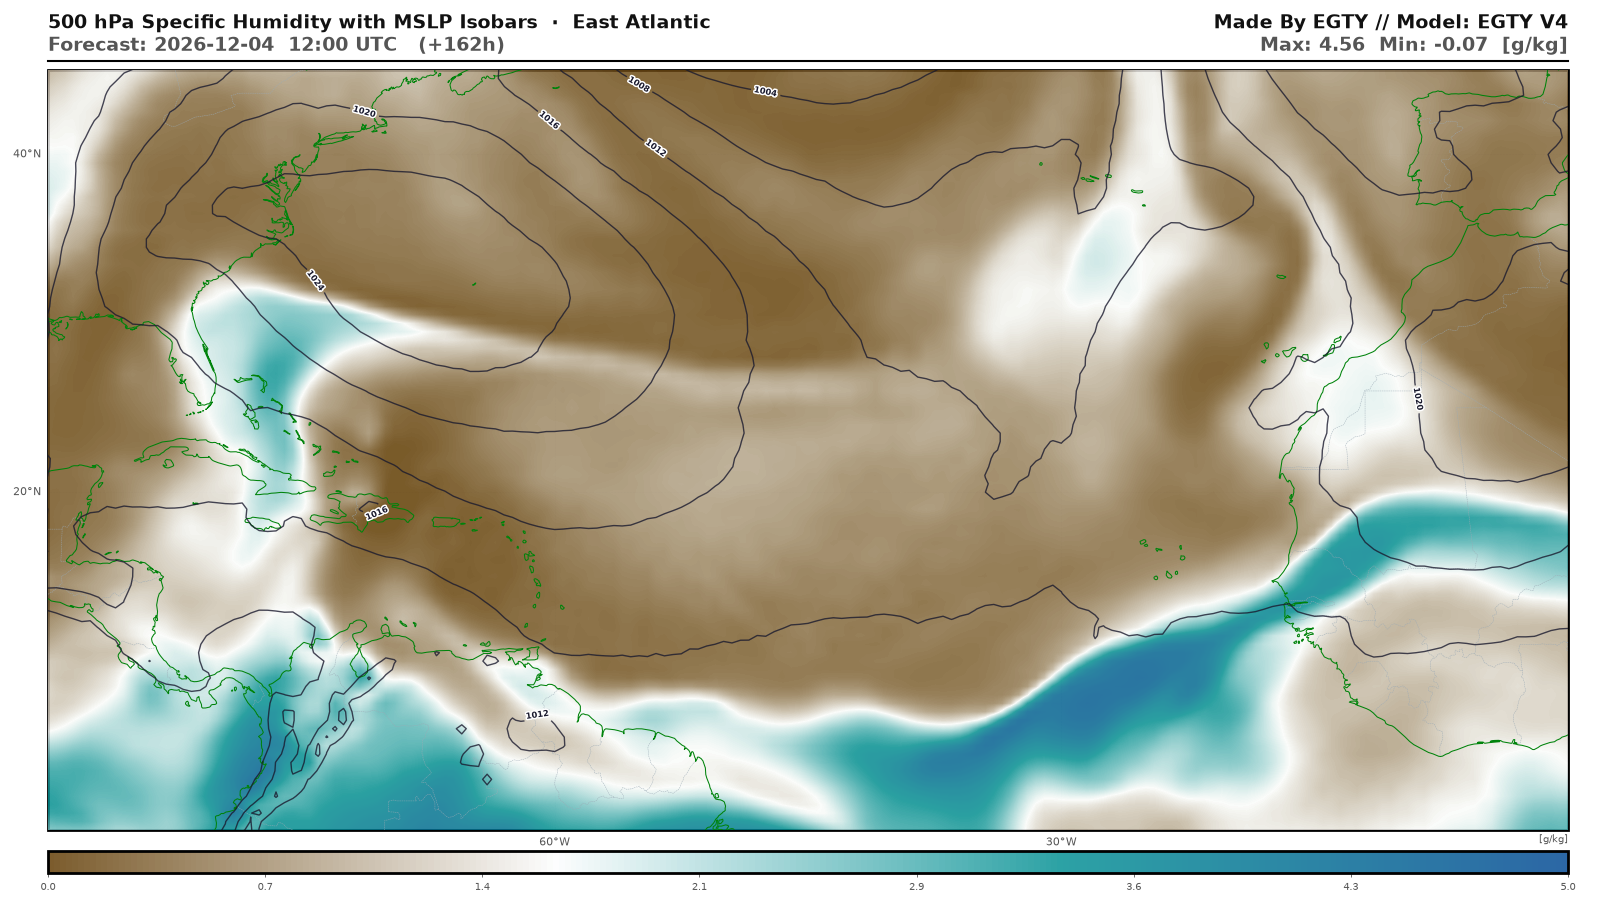 500 hPa Specific Humidity with MSLP Isobars · East Atlantic
Made By EGTY // Model: EGTY V4
Forecast: 2026-12-04 12:00 UTC (+162h)
Max: 4.56 Min: -0.07 [g/kg]
1008
1004
1020
1016
1012
40°N
1024
1020
20°N
1016
1012
60°W
30°W
[g/kg]
0.0
0.7
1.4
2.1
2.9
3.6
4.3
5.0